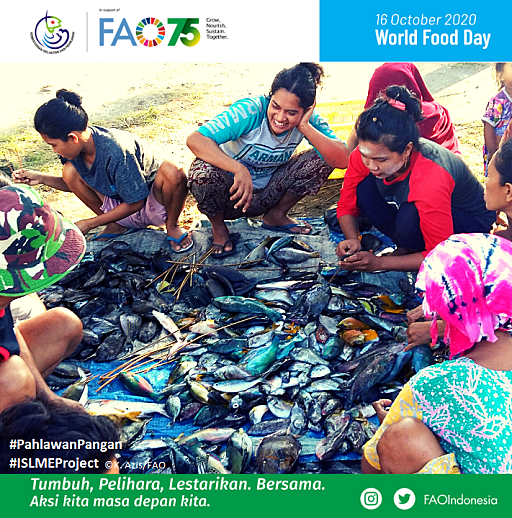 In support of
FAO 75
Grow,
Nourish,
Sustain.
Together.
16 October 2020
World Food Day
ARMAN
#PahlawanPangan
#ISLMEProject © K. Azis/FAO
Tumbuh, Pelihara, Lestarikan. Bersama.
Aksi kita masa depan kita.
FAOIndonesia